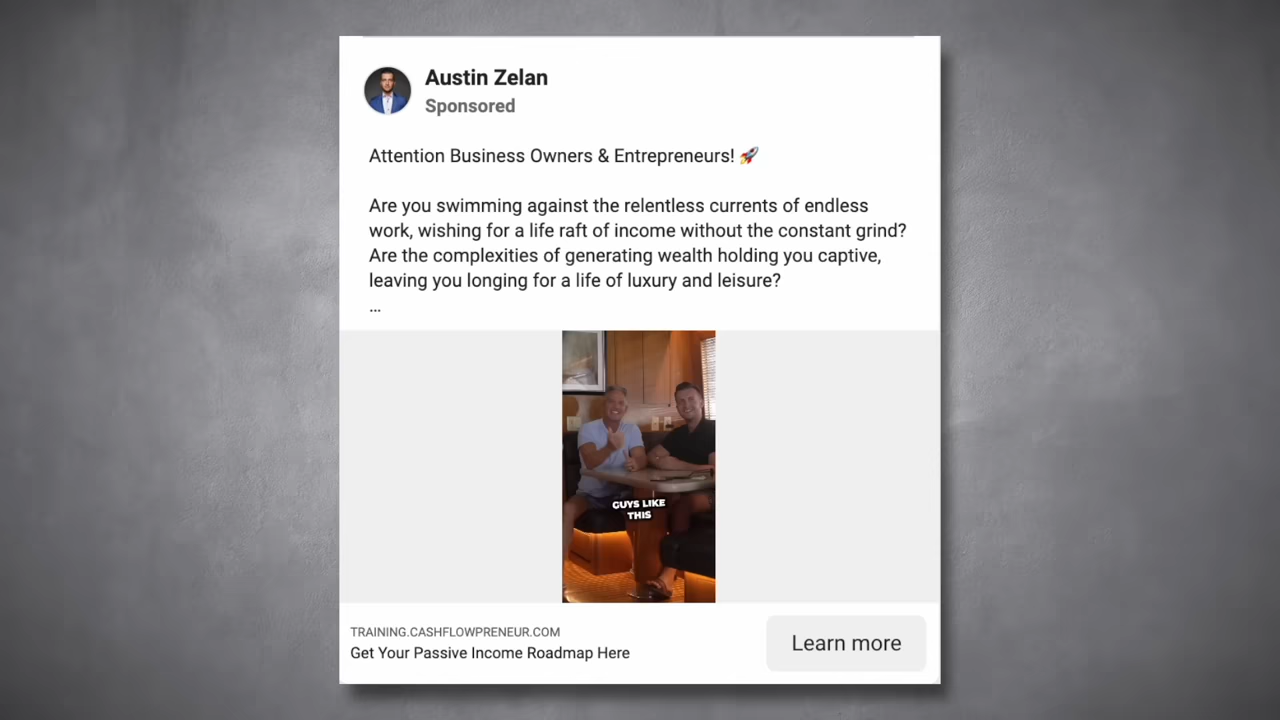 Austin Zelan
Sponsored
Attention Business Owners & Entrepreneurs! 🚀
Are you swimming against the relentless currents of endless
work, wishing for a life raft of income without the constant grind?
Are the complexities of generating wealth holding you captive,
leaving you longing for a life of luxury and leisure?
...
GUYS LIKE
THIS
TRAINING.CASHFLOWPRENEUR.COM
Get Your Passive Income Roadmap Here
Learn more